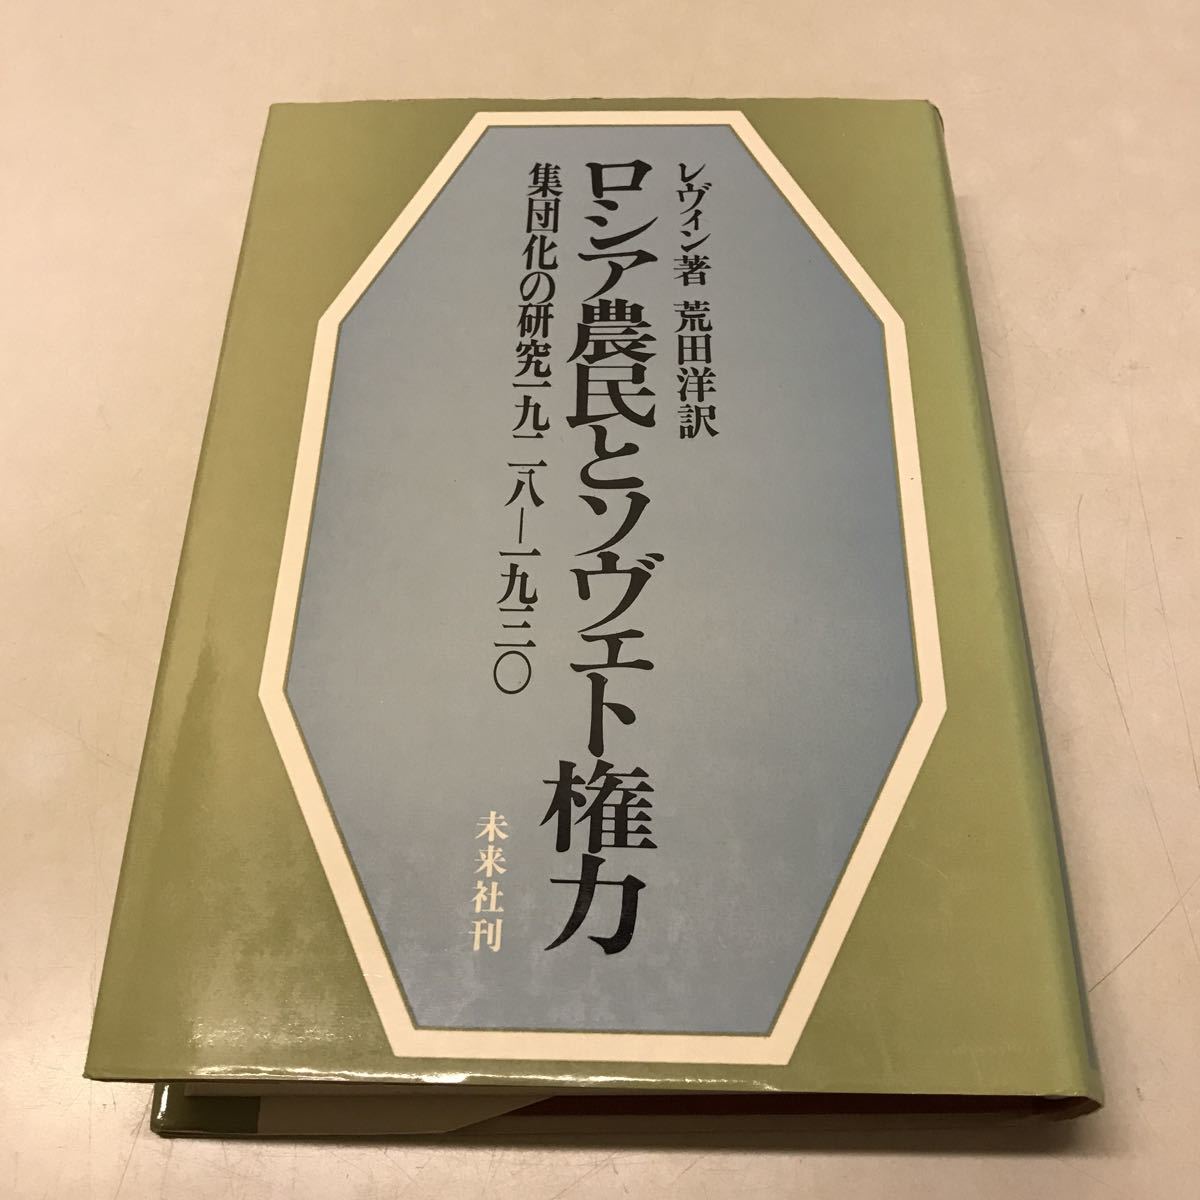 レヴィン著 荒田洋訳
ロシア農民とソヴェト権力
集団化の研究一九二八―一九三〇
未来社刊